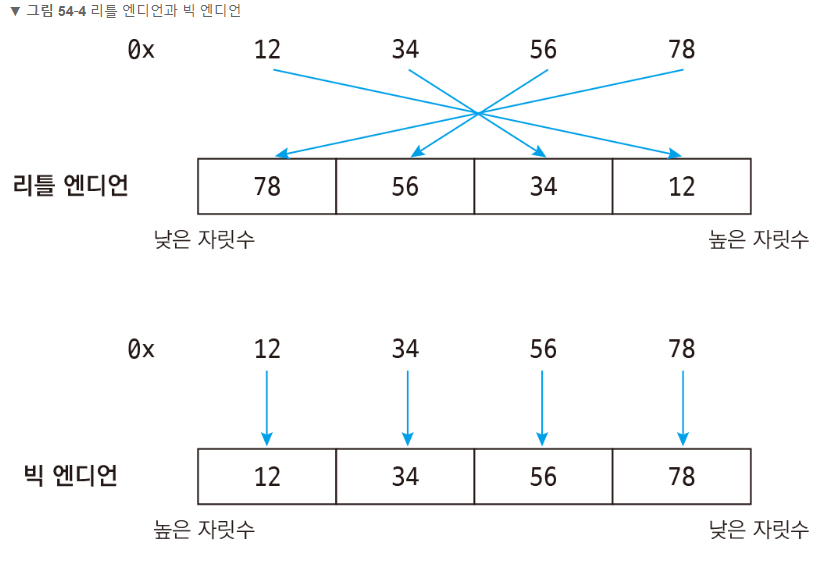 ▼ 그림 54-4 리틀 엔디언과 빅 엔디언
0x 12 34 56 78
리틀 엔디언 78 56 34 12
낮은 자릿수 높은 자릿수
0x 12 34 56 78
빅 엔디언 12 34 56 78
높은 자릿수 낮은 자릿수